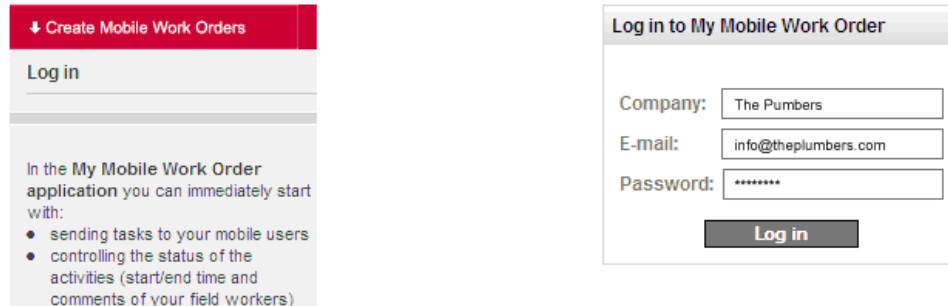 Create Mobile Work Orders
Log in
In the My Mobile Work Order
application you can immediately start
with:
• sending tasks to your mobile users
• controlling the status of the
activities (start/end time and
comments of your field workers)
Log in to My Mobile Work Order
Company: The Pumbers
E-mail: info@theplumbers.com
Password: ********
Log in